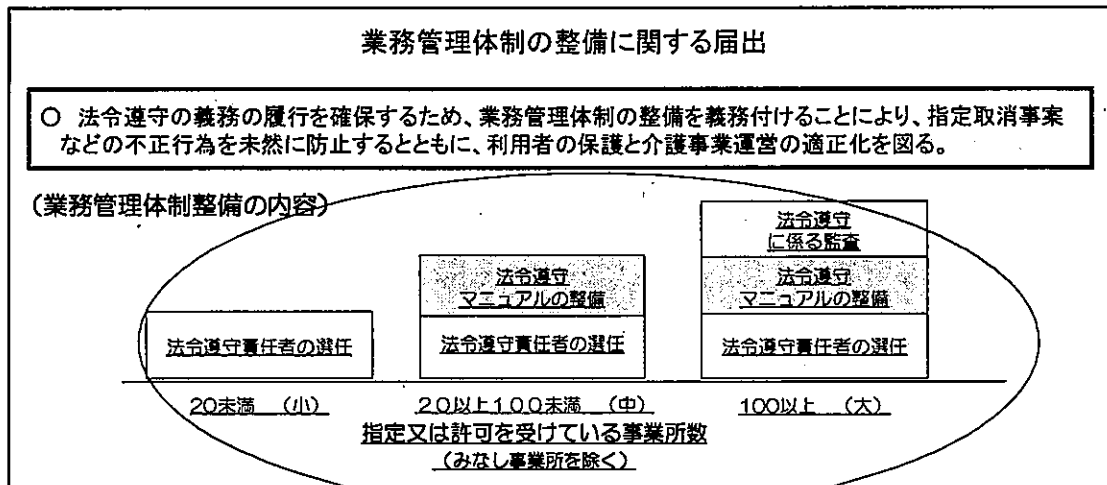 業務管理体制の整備に関する届出
○ 法令遵守の義務の履行を確保するため、業務管理体制の整備を義務付けることにより、指定取消事案
などの不正行為を未然に防止するとともに、利用者の保護と介護事業運営の適正化を図る。
(業務管理体制整備の内容)
法令遵守
に係る監査
法令遵守
マニュアルの整備
法令遵守
マニュアルの整備
法令遵守責任者の選任
法令遵守責任者の選任
法令遵守責任者の選任
20未満 (小)
20以上100未満 (中)
100以上 (大)
指定又は許可を受けている事業所数
(みなし事業所を除く)